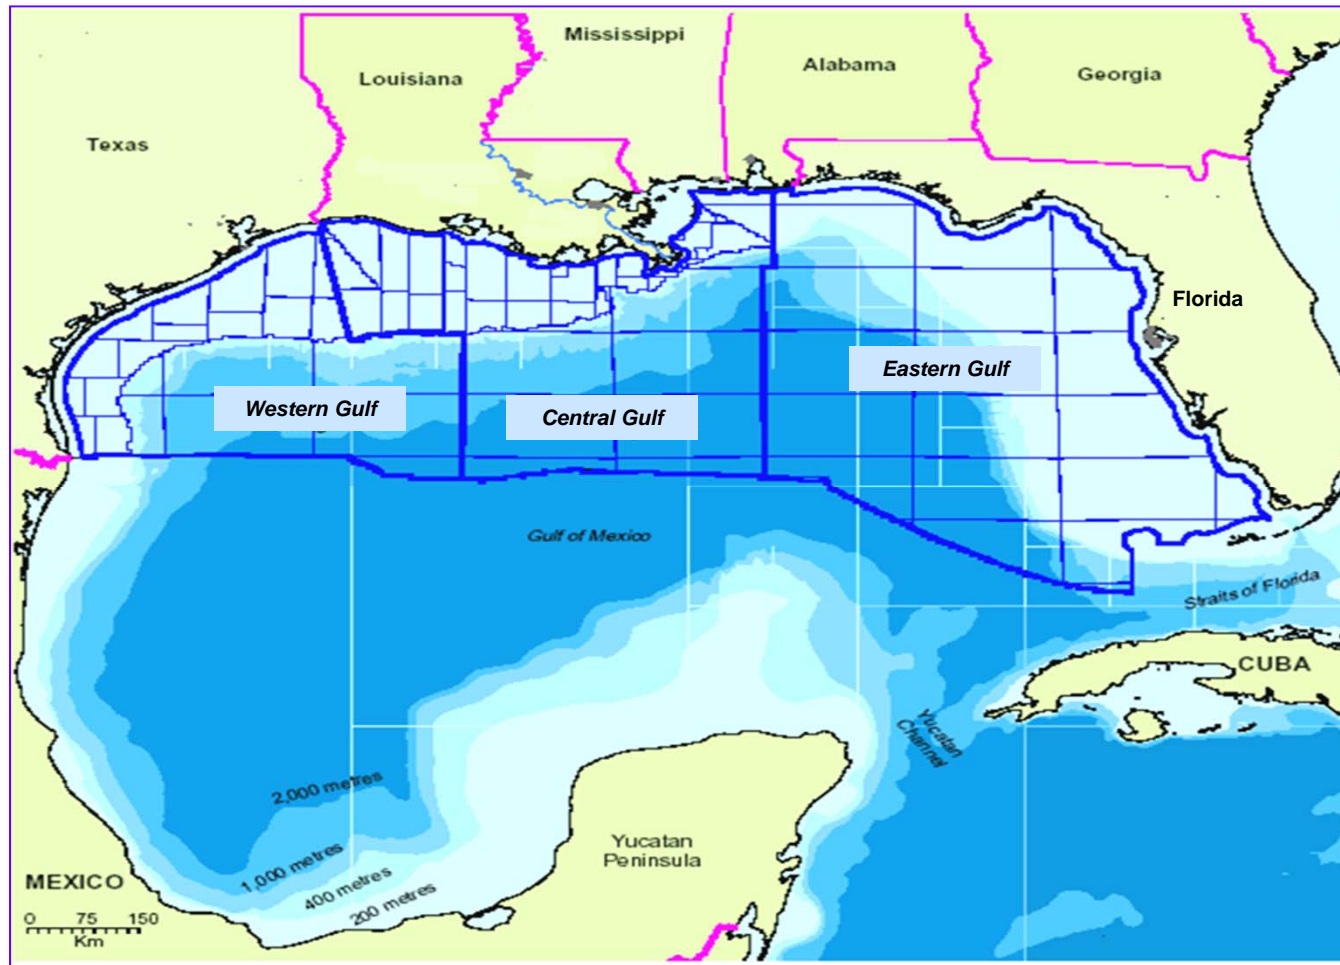 Mississippi
Louisiana
Alabama
Georgia
Texas
Florida
Eastern Gulf
Western Gulf
Central Gulf
Gulf of Mexico
Straits of Florida
CUBA
Yucatan
Channel
2,000 metres
Yucatan
Peninsula
1,000 metres
400 metres
200 metres
MEXICO
0 75 150
Km